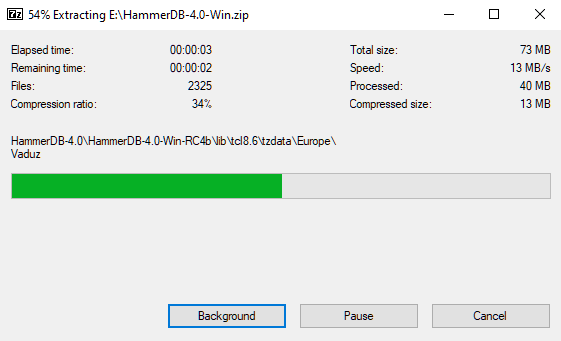 7z 54% Extracting E:\HammerDB-4.0-Win.zip
Elapsed time: 00:00:03 Total size: 73 MB
Remaining time: 00:00:02 Speed: 13 MB/s
Files: 2325 Processed: 40 MB
Compression ratio: 34% Compressed size: 13 MB
HammerDB-4.0\HammerDB-4.0-Win-RC4b\lib\tcl8.6\tzdata\Europe\
Vaduz
Background Pause Cancel